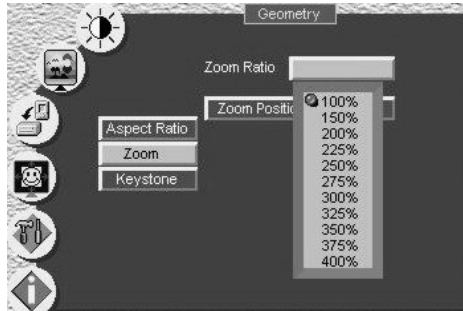 Geometry
Zoom Ratio
Zoom Positio
Aspect Ratio
Zoom
Keystone
100%
150%
200%
225%
250%
275%
300%
325%
350%
375%
400%